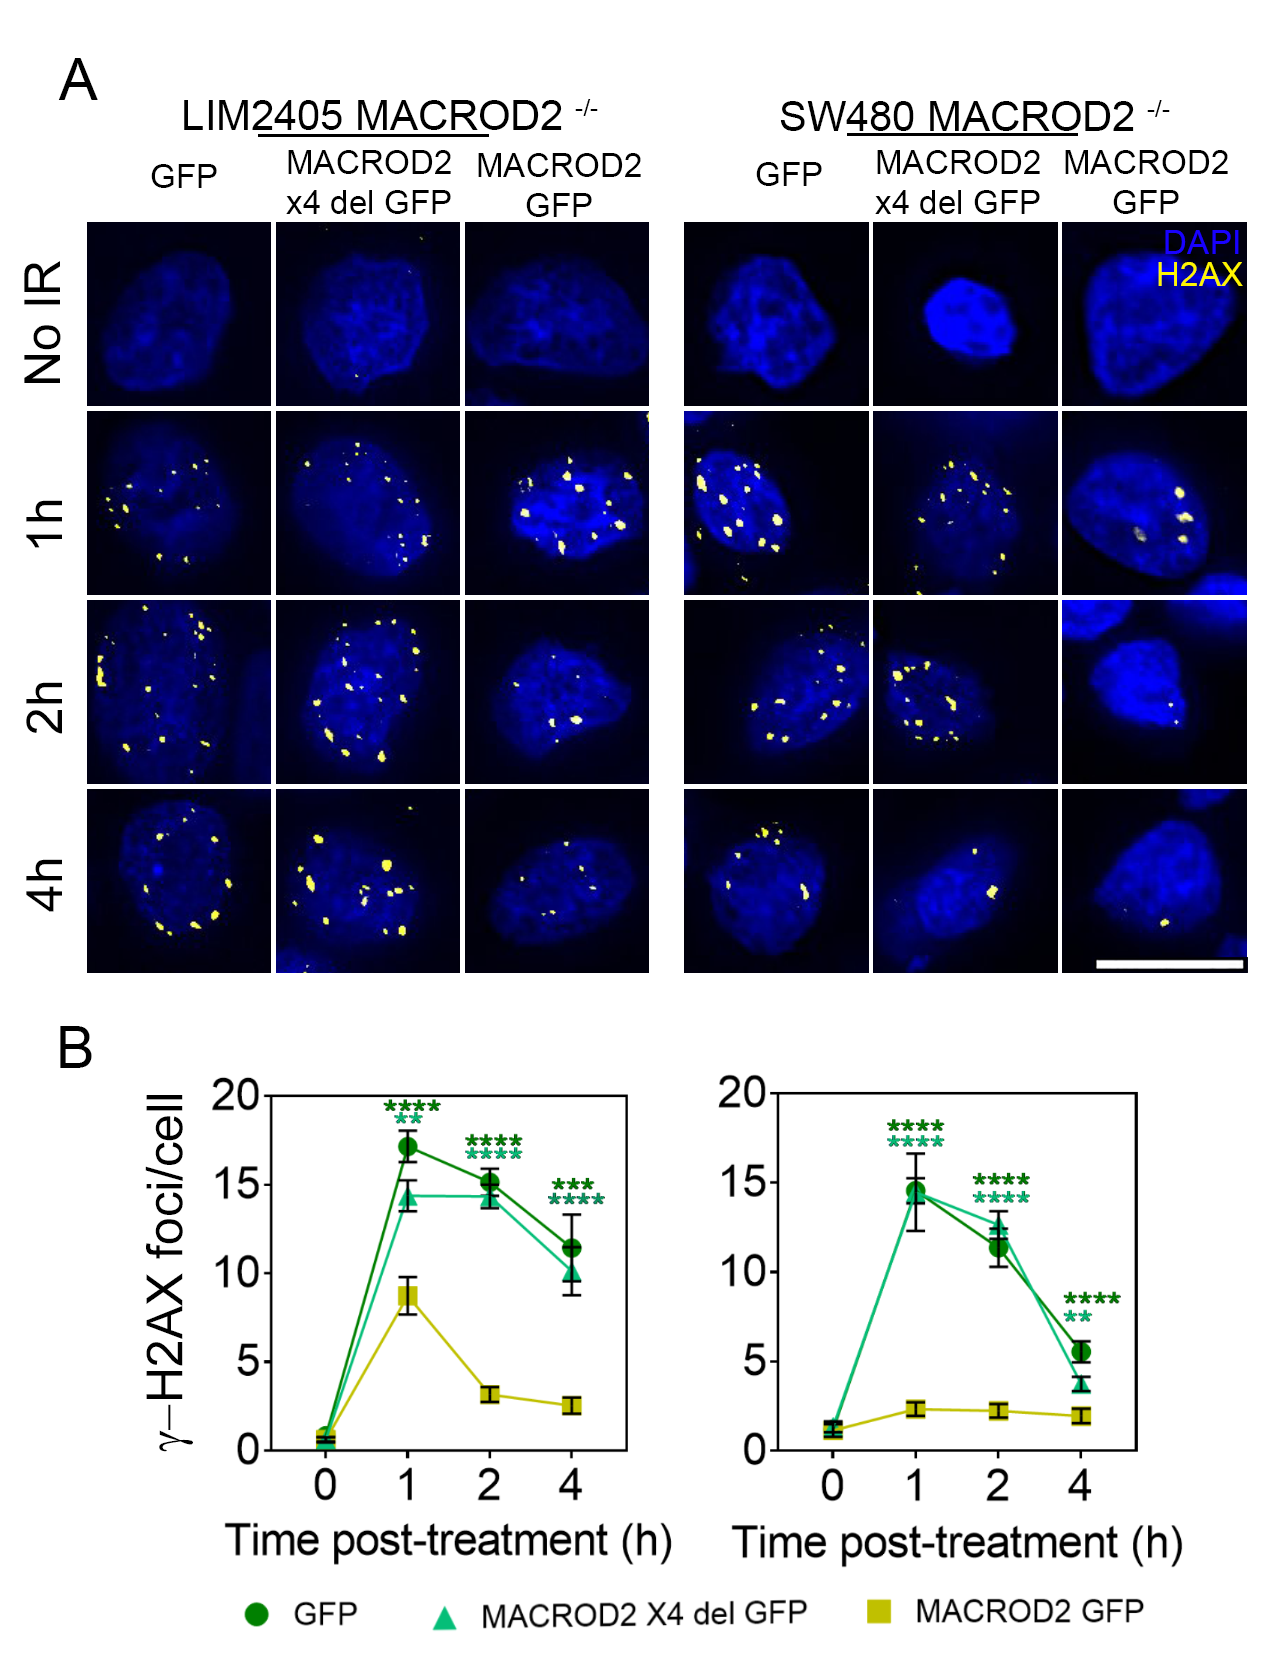 A
LIM2405 MACROD2 -/-
SW480 MACROD2 -/-
GFP
MACROD2
x4 del GFP
MACROD2
GFP
GFP
MACROD2
x4 del GFP
MACROD2
GFP
DAPI
H2AX
No IR
1h
2h
4h
B
γ–H2AX foci/cell
20
15
10
5
0
****
**
****
****
***
****
0 1 2 4
Time post-treatment (h)
20
15
10
5
0
****
****
****
****
****
**
0 1 2 4
Time post-treatment (h)
GFP
MACROD2 X4 del GFP
MACROD2 GFP